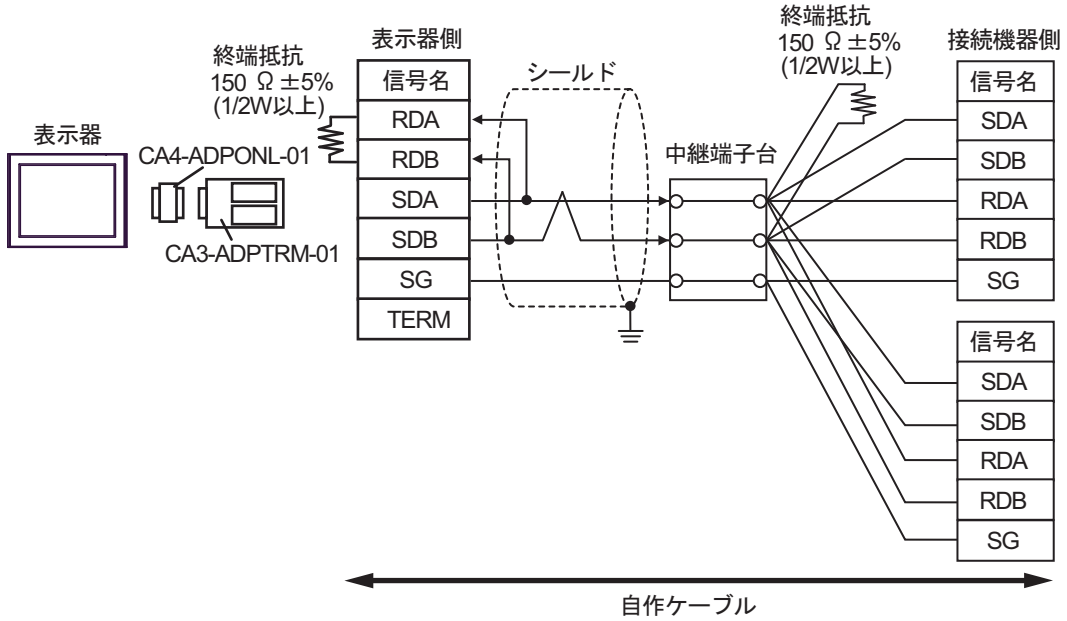 表示器
CA4-ADPONL-01
CA3-ADPTRM-01
終端抵抗
150 Ω ±5%
(1/2W以上)
表示器側
信号名
RDA
RDB
SDA
SDB
SG
TERM
シールド
中継端子台
終端抵抗
150 Ω ±5%
(1/2W以上)
接続機器側
信号名
SDA
SDB
RDA
RDB
SG
信号名
SDA
SDB
RDA
RDB
SG
自作ケーブル